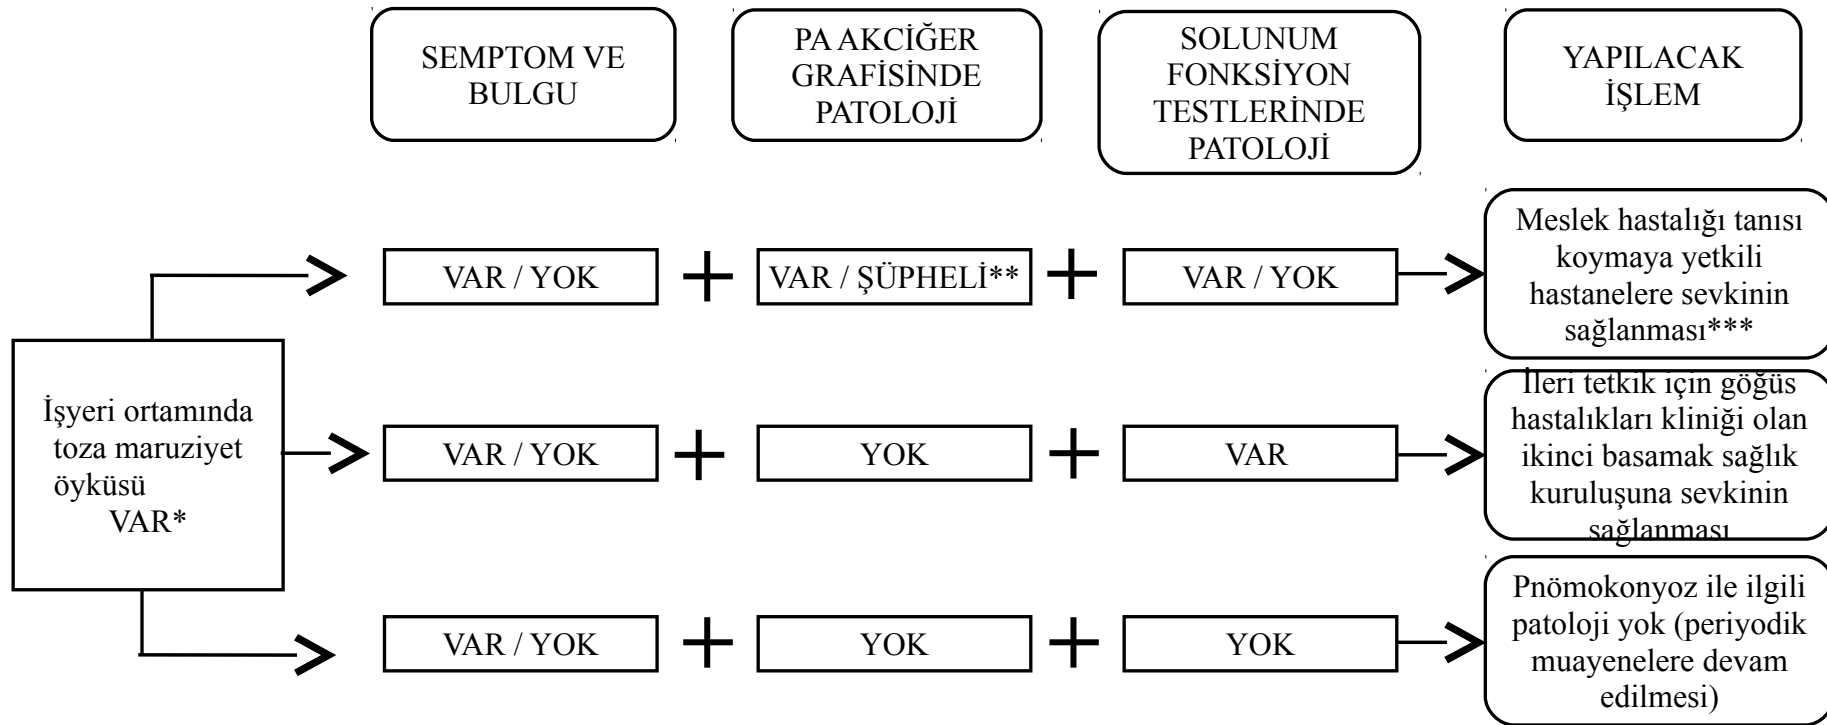 SEMPTOM VE
BULGU
PA AKCİĞER
GRAFİSİNDE
PATOLOJİ
SOLUNUM
FONKSİYON
TESTLERİNDE
PATOLOJİ
YAPILACAK
İŞLEM
İşyeri ortamında
toza maruziyet
öyküsü
VAR*
VAR / YOK
VAR / ŞÜPHELİ**
VAR / YOK
Meslek hastalığı tanısı
koymaya yetkili
hastanelere sevkinin
sağlanması***
VAR / YOK
YOK
VAR
İleri tetkik için göğüs
hastalıkları kliniği olan
ikinci basamak sağlık
kuruluşuna sevkinin
sağlanması
VAR / YOK
YOK
YOK
Pnömokonyoz ile ilgili
patoloji yok (periyodik
muayenelere devam
edilmesi)